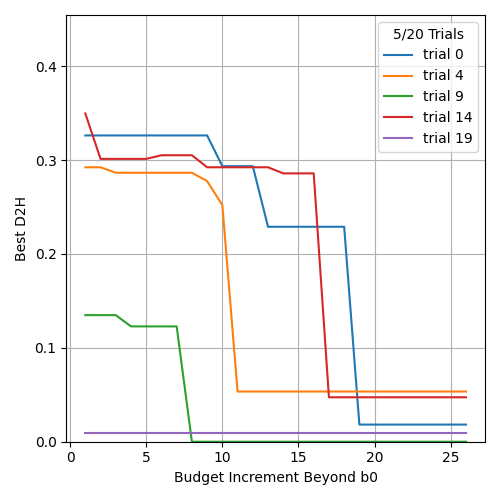 5/20 Trials
trial 0
trial 4
trial 9
trial 14
trial 19
Best D2H
0.4
0.3
0.2
0.1
0.0
0 5 10 15 20 25
Budget Increment Beyond b0